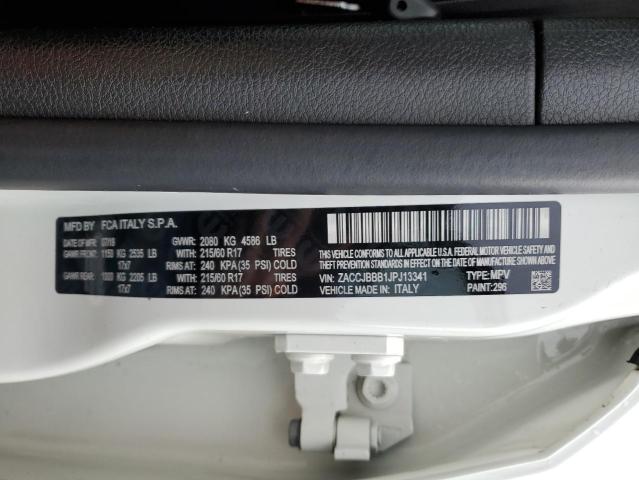 MFD BY FCA ITALY S.P.A.
DATE OF MFR 07/18 GVWR: 2080 KG 4586 LB
GAWR FRONT: 1150 KG 2535 LB WITH: 215/60 R17 TIRES
17x7 RIMS AT: 240 KPA (35 PSI) COLD
GAWR REAR: 1000 KG 2205 LB WITH: 215/60 R17 TIRES
17x7 RIMS AT: 240 KPA (35 PSI) COLD
THIS VEHICLE CONFORMS TO ALL APPLICABLE U.S.A. FEDERAL MOTOR VEHICLE
SAFETY, BUMPER, AND THEFT PREVENTION STANDARDS IN EFFECT ON THE DATE OF MANUFACTURE SHOWN ABOVE
VIN: ZACCJBBB1JPJ13341 TYPE: MPV
VEHICLE MADE IN: ITALY PAINT:296